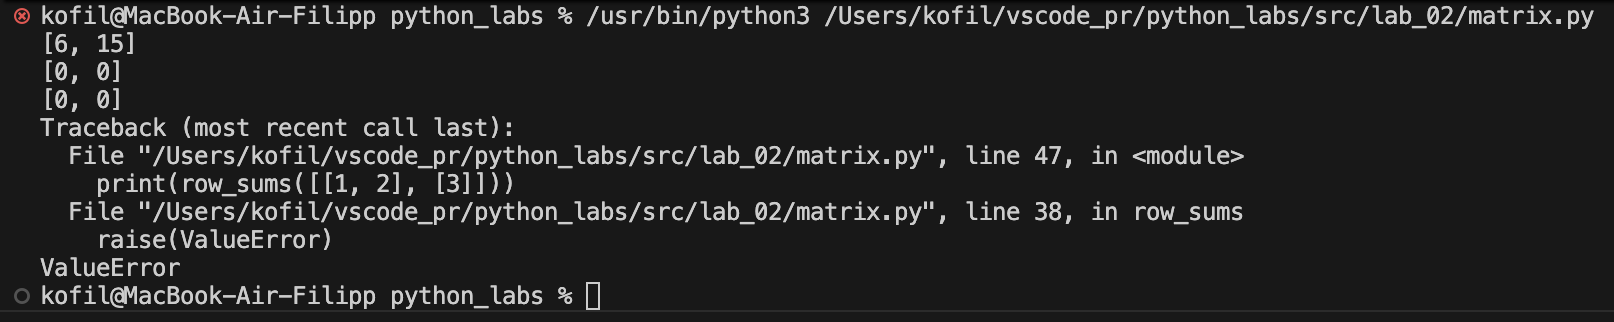 kofil@MacBook-Air-Filipp python_labs % /usr/bin/python3 /Users/kofil/vscode_pr/python_labs/src/lab_02/matrix.py
[6, 15]
[0, 0]
[0, 0]
Traceback (most recent call last):
  File "/Users/kofil/vscode_pr/python_labs/src/lab_02/matrix.py", line 47, in <module>
    print(row_sums([[1, 2], [3]]))
  File "/Users/kofil/vscode_pr/python_labs/src/lab_02/matrix.py", line 38, in row_sums
    raise(ValueError)
ValueError
kofil@MacBook-Air-Filipp python_labs %